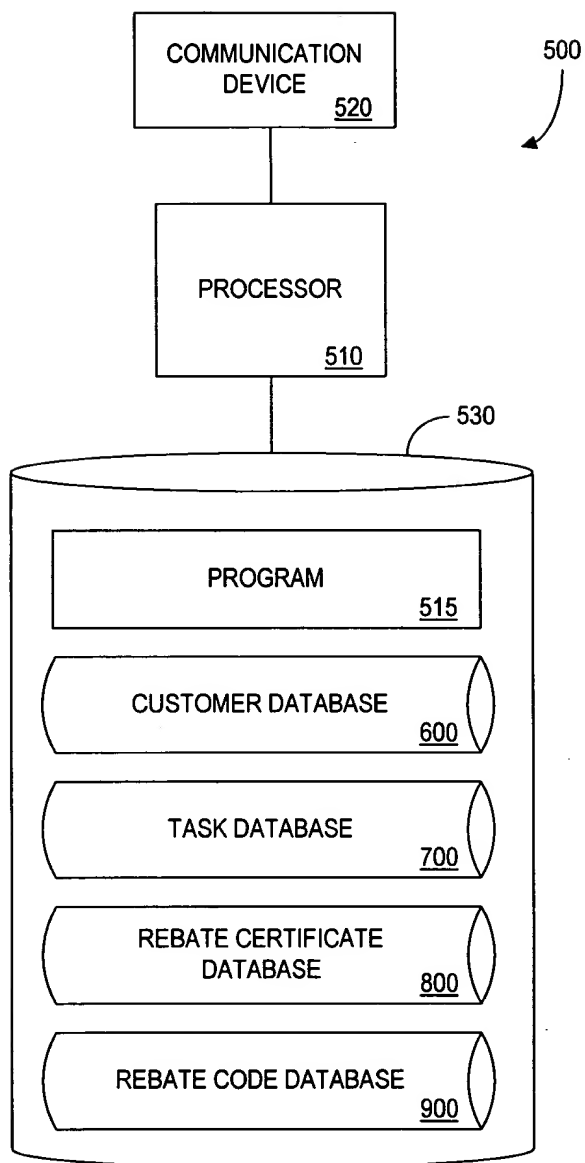 COMMUNICATION
DEVICE
520
500
PROCESSOR
510
530
PROGRAM
515
CUSTOMER DATABASE
600
TASK DATABASE
700
REBATE CERTIFICATE
DATABASE
800
REBATE CODE DATABASE
900